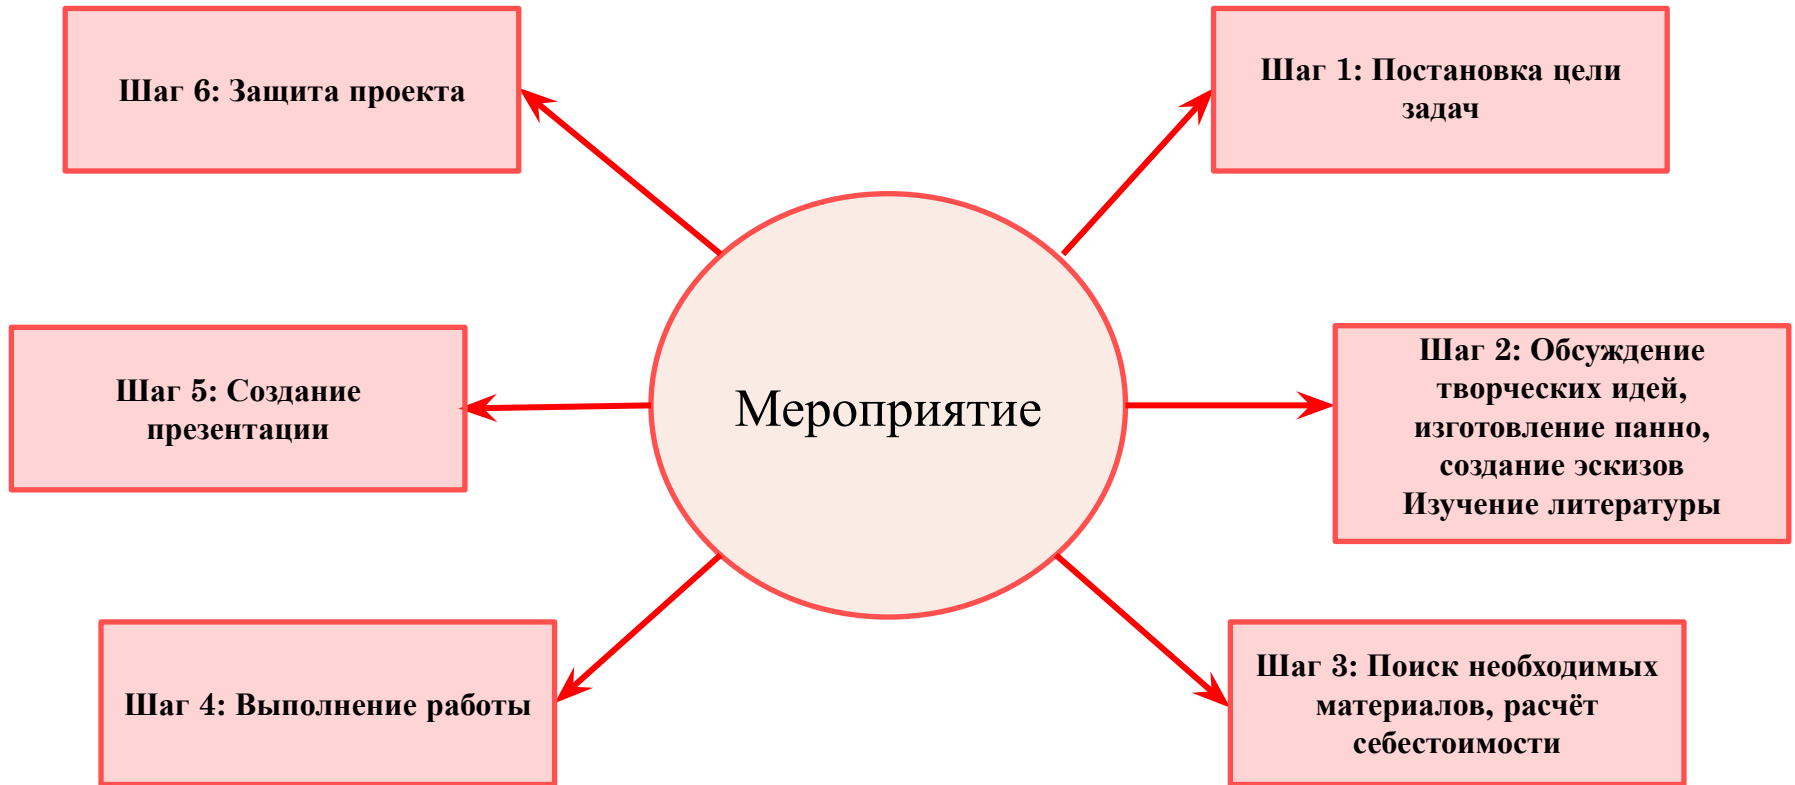 Шаг 6: Защита проекта
Шаг 1: Постановка цели
задач
Шаг 5: Создание
презентации
Мероприятие
Шаг 2: Обсуждение
творческих идей,
изготовление панно,
создание эскизов
Изучение литературы
Шаг 4: Выполнение работы
Шаг 3: Поиск необходимых
материалов, расчёт
себестоимости